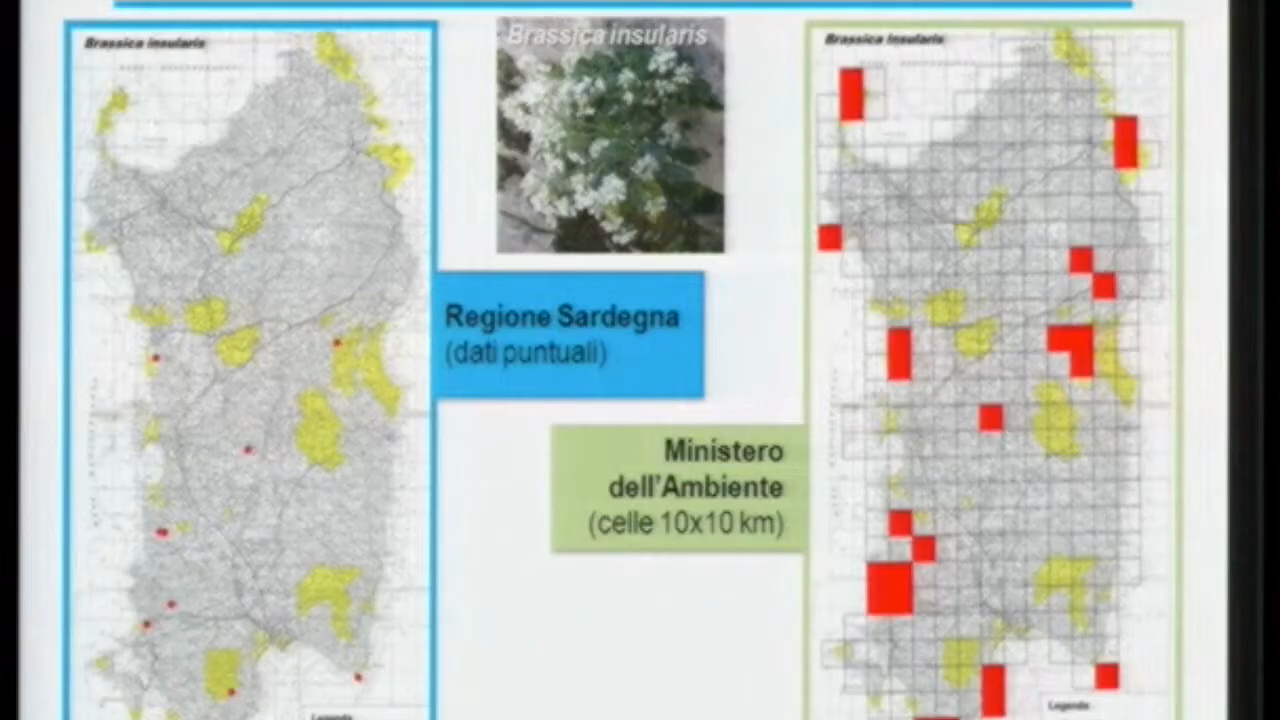 Brassica insularis
Brassica insularis
Brassica insularis
Regione Sardegna
(dati puntuali)
Ministero
dell'Ambiente
(celle 10x10 km)
Legenda
Legenda